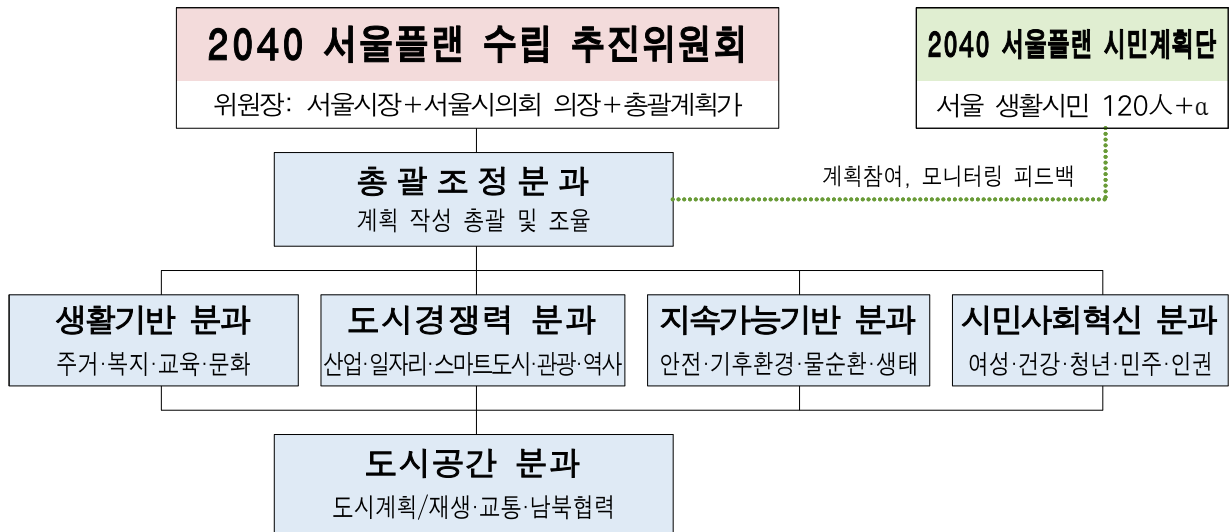 2040 서울플랜 수립 추진위원회
위원장: 서울시장+서울시의회 의장+총괄계획가
2040 서울플랜 시민계획단
서울 생활시민 120人+α
총괄조정분과
계획 작성 총괄 및 조율
계획참여, 모니터링 피드백
생활기반 분과
주거·복지·교육·문화
도시경쟁력 분과
산업·일자리·스마트도시·관광·역사
지속가능기반 분과
안전·기후환경·물순환·생태
시민사회혁신 분과
여성·건강·청년·민주·인권
도시공간 분과
도시계획/재생·교통·남북협력